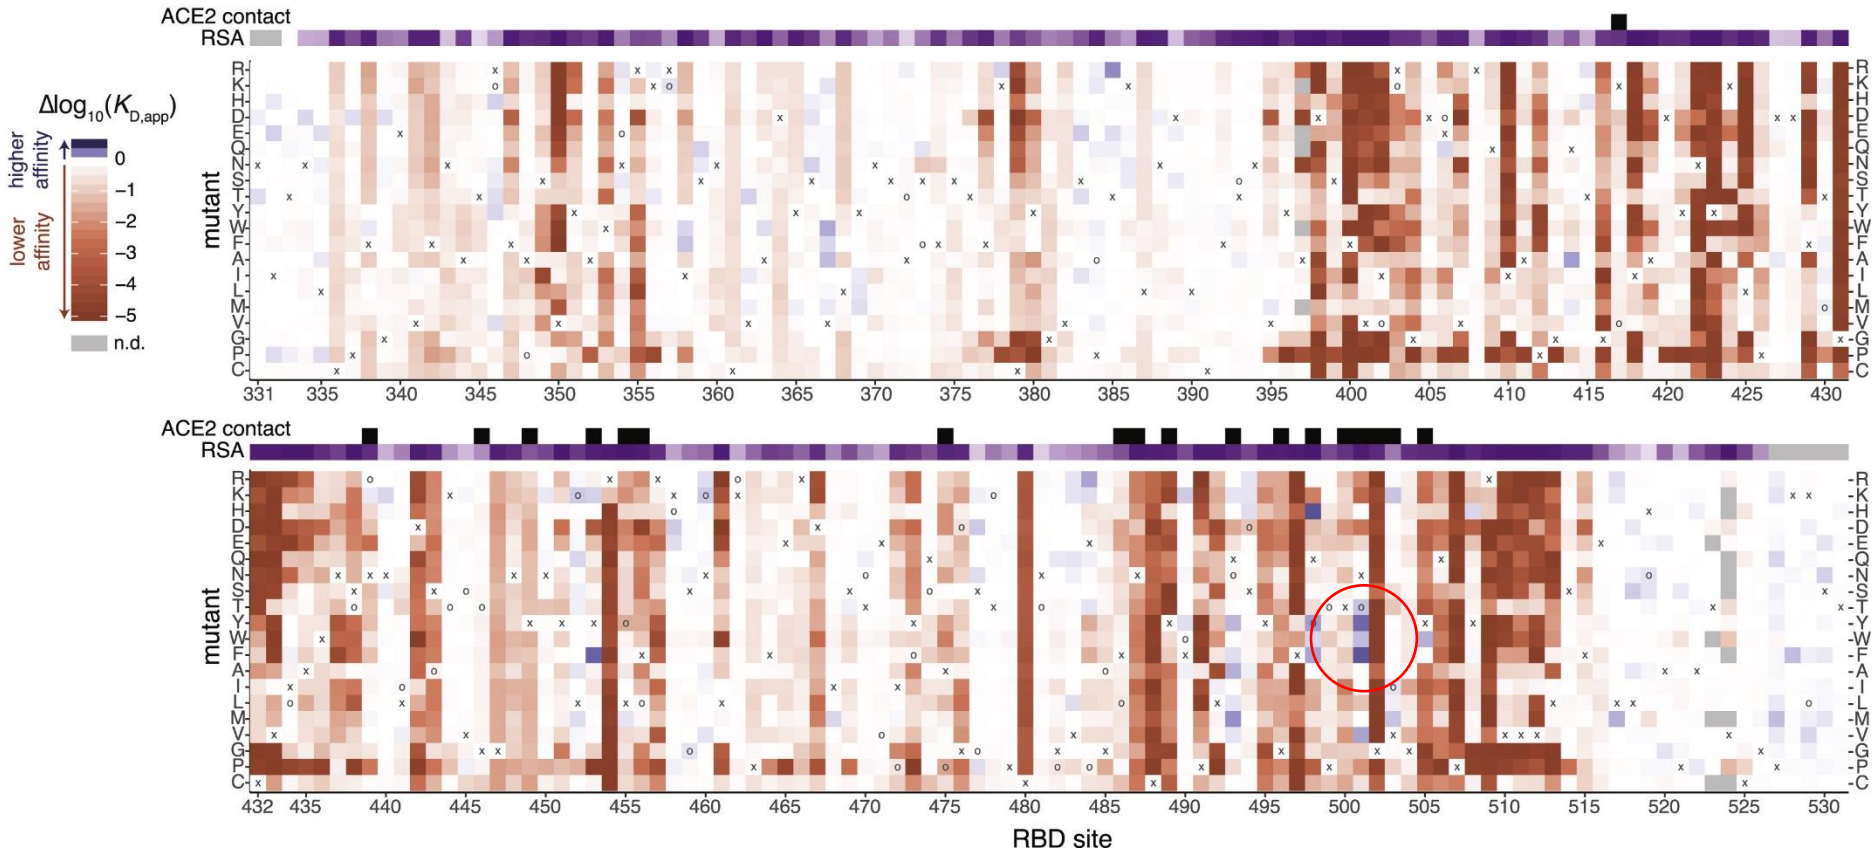 ACE2 contact
RSA
Δlog10(KD,app)
higher affinity
lower affinity
0
−1
−2
−3
−4
−5
n.d.
mutant
R
K
H
D
E
Q
N
S
T
Y
W
F
A
I
L
M
V
G
P
C
R
K
H
D
E
Q
N
S
T
Y
W
F
A
I
L
M
V
G
P
C
331 335 340 345 350 355 360 365 370 375 380 385 390 395 400 405 410 415 420 425 430
ACE2 contact
RSA
mutant
R
K
H
D
E
Q
N
S
T
Y
W
F
A
I
L
M
V
G
P
C
R
K
H
D
E
Q
N
S
T
Y
W
F
A
I
L
M
V
G
P
C
432 435 440 445 450 455 460 465 470 475 480 485 490 495 500 505 510 515 520 525 530
RBD site